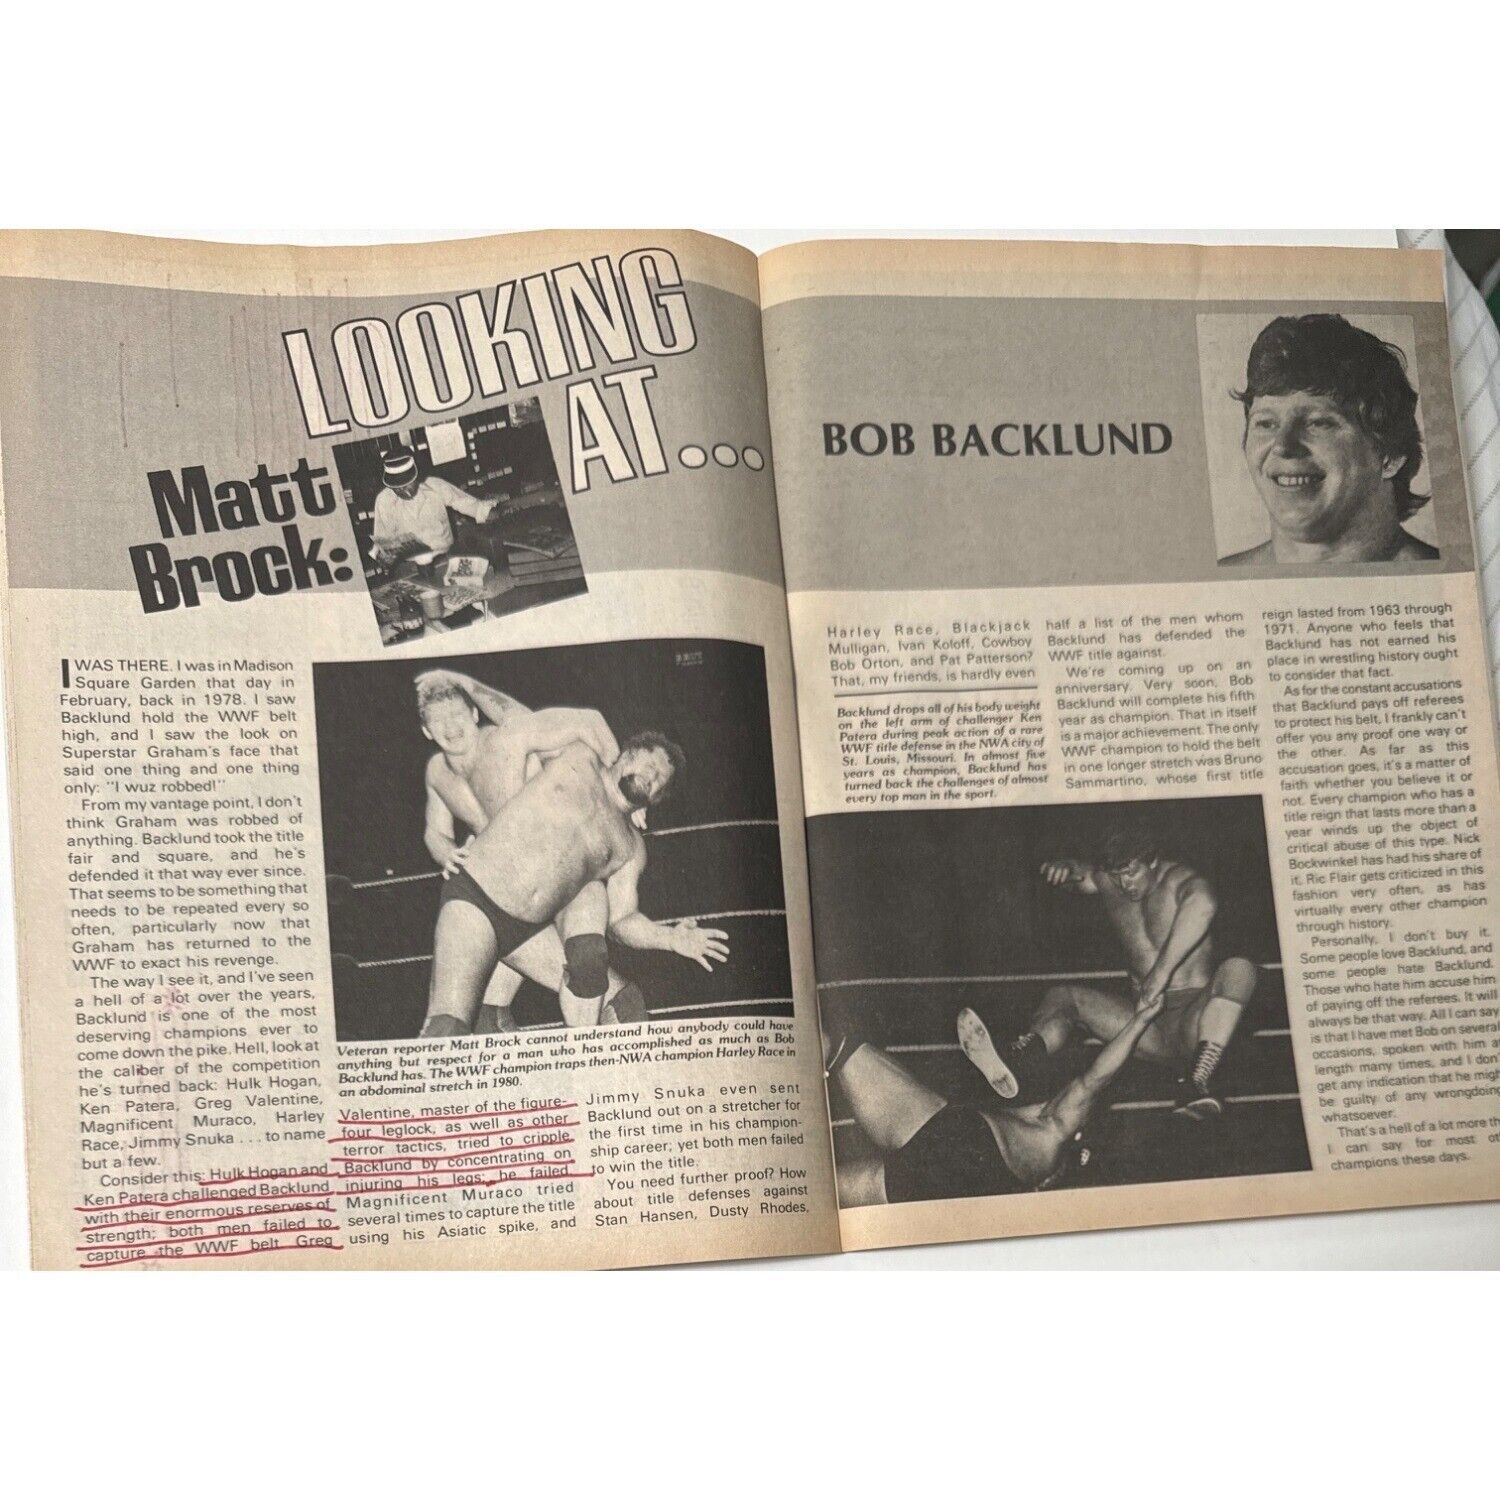 LOOKING
AT...
Matt
Brock:
I WAS THERE. I was in Madison
Square Garden that day in
February, back in 1978. I saw
Backlund hold the WWF belt
high, and I saw the look on
Superstar Graham's face that
said one thing and one thing
only: "I wuz robbed!"
From my vantage point, I don't
think Graham was robbed of
anything. Backlund took the title
fair and square, and he's
defended it that way ever since.
That seems to be something that
needs to be repeated every so
often, particularly now that
Graham has returned to the
WWF to exact his revenge.
The way I see it, and I've seen
a hell of a lot over the years,
Backlund is one of the most
deserving champions ever to
come down the pike. Hell, look at
the caliber of the competition
he's turned back: Hulk Hogan,
Ken Patera, Greg Valentine,
Magnificent Muraco, Harley
Race, Jimmy Snuka . . . to name
but a few.
Consider this: Hulk Hogan and
Ken Patera challenged Backlund
with their enormous reserves of
strength; both men failed to
capture the WWF belt. Greg
Veteran reporter Matt Brock cannot understand how anybody could have
anything but respect for a man who has accomplished as much as Bob
Backlund has. The WWF champion traps then-NWA champion Harley Race in
an abdominal stretch in 1980.
Valentine, master of the figure-
four leglock, as well as other
terror tactics, tried to cripple
Backlund by concentrating on
injuring his legs; he failed.
Magnificent Muraco tried
several times to capture the title
using his Asiatic spike, and
Jimmy Snuka even sent
Backlund out on a stretcher for
the first time in his champion-
ship career; yet both men failed
to win the title.
You need further proof? How
about title defenses against
Stan Hansen, Dusty Rhodes,
BOB BACKLUND
Harley Race, Blackjack
Mulligan, Ivan Koloff, Cowboy
Bob Orton, and Pat Patterson?
That, my friends, is hardly even
Backlund drops all of his body weight
on the left arm of challenger Ken
Patera during peak action of a rare
WWF title defense in the NWA city of
St. Louis, Missouri. In almost five
years as champion, Backlund has
turned back the challenges of almost
every top man in the sport.
half a list of the men whom
Backlund has defended the
WWF title against.
We're coming up on an
anniversary. Very soon, Bob
Backlund will complete his fifth
year as champion. That in itself
is a major achievement. The only
WWF champion to hold the belt
in one longer stretch was Bruno
Sammartino, whose first title
reign lasted from 1963 through
1971. Anyone who feels that
Backlund has not earned his
place in wrestling history ought
to consider that fact.
As for the constant accusations
that Backlund pays off referees
to protect his belt, I frankly can't
offer you any proof one way or
the other. As far as this
accusation goes, it's a matter of
faith whether you believe it or
not. Every champion who has a
title reign that lasts more than a
year winds up the object of
critical abuse of this type. Nick
Bockwinkel has had his share of
it, Ric Flair gets criticized in this
fashion very often, as has
virtually every other champion
through history.
Personally, I don't buy it.
Some people love Backlund, and
some people hate Backlund.
Those who hate him accuse him
of paying off the referees. It will
always be that way. All I can say
is that I have met Bob on several
occasions, spoken with him a
length many times, and I don
get any indication that he migh
be guilty of any wrongdoing
whatsoever.
That's a hell of a lot more th
I can say for most o
champions these days.